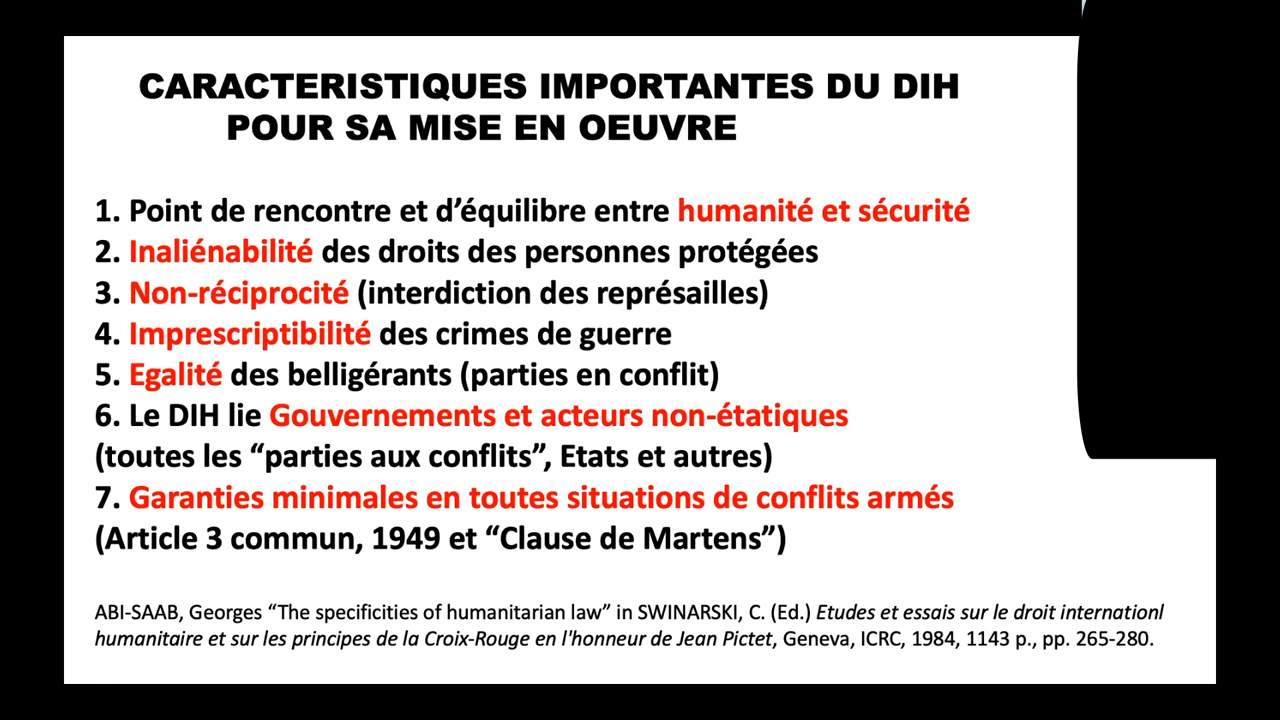 CARACTERISTIQUES IMPORTANTES DU DIH
POUR SA MISE EN OEUVRE
1. Point de rencontre et d’équilibre entre humanité et sécurité
2. Inaliénabilité des droits des personnes protégées
3. Non-réciprocité (interdiction des représailles)
4. Imprescriptibilité des crimes de guerre
5. Egalité des belligérants (parties en conflit)
6. Le DIH lie Gouvernements et acteurs non-étatiques
(toutes les “parties aux conflits”, Etats et autres)
7. Garanties minimales en toutes situations de conflits armés
(Article 3 commun, 1949 et “Clause de Martens”)
ABI-SAAB, Georges “The specificities of humanitarian law” in SWINARSKI, C. (Ed.) Etudes et essais sur le droit internationl
humanitaire et sur les principes de la Croix-Rouge en l'honneur de Jean Pictet, Geneva, ICRC, 1984, 1143 p., pp. 265-280.